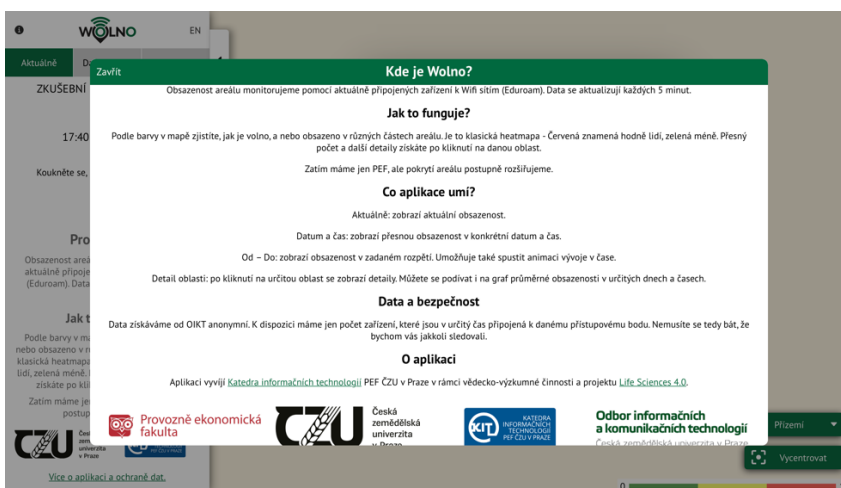 WOLNO
EN
Aktuálně
Zavřít
Kde je Wolno?
ZKUŠEBNÍ
Obsazenost areálu monitorujeme pomocí aktuálně připojených zařízení k Wifi sítím (Eduroam). Data se aktualizují každých 5 minut.
Jak to funguje?
17:40
Podle barvy v mapě zjistíte, jak je volno, a nebo obsazeno v různých částech areálu. Je to klasická heatmapa - Červená znamená hodně lidí, zelená méně. Přesný
počet a další detaily získáte po kliknutí na danou oblast.
Koukněte se,
Zatím máme jen PEF, ale pokrytí areálu postupně rozšiřujeme.
Co aplikace umí?
Aktuálně: zobrazí aktuální obsazenost.
Datum a čas: zobrazí přesnou obsazenost v konkrétní datum a čas.
Od – Do: zobrazí obsazenost v zadaném rozpětí. Umožňuje také spustit animaci vývoje v čase.
Detail oblasti: po kliknutí na určitou oblast se zobrazí detaily. Můžete se podívat i na graf průměrné obsazenosti v určitých dnech a časech.
Data a bezpečnost
Data získáváme od OIKT anonymní. K dispozici máme jen počet zařízení, které jsou v určitý čas připojená k danému přístupovému bodu. Nemusíte se tedy bát, že
bychom vás jakkoli sledovali.
O aplikaci
Aplikaci vyvíjí Katedra informačních technologií PEF ČZU v Praze v rámci vědecko-výzkumné činnosti a projektu Life Sciences 4.0.
Provozně ekonomická
fakulta
ČZU
Česká
zemědělská
univerzita
v Praze
KIT
KATEDRA
INFORMAČNÍCH
TECHNOLOGIÍ
PEF ČZU V PRAZE
Odbor informačních
a komunikačních technologií
Česká zemědělská univerzita v Praze
Obsazenost
aktuálně
(Eduroam). Data
Podle barvy v
nebo obsazeno v
klasická heatmapa
lidí, zelená méně.
získáte po
Zatím máme
ČZU
Více o aplikaci a ochraně dat.
Přízemí
Vycentrovat
0